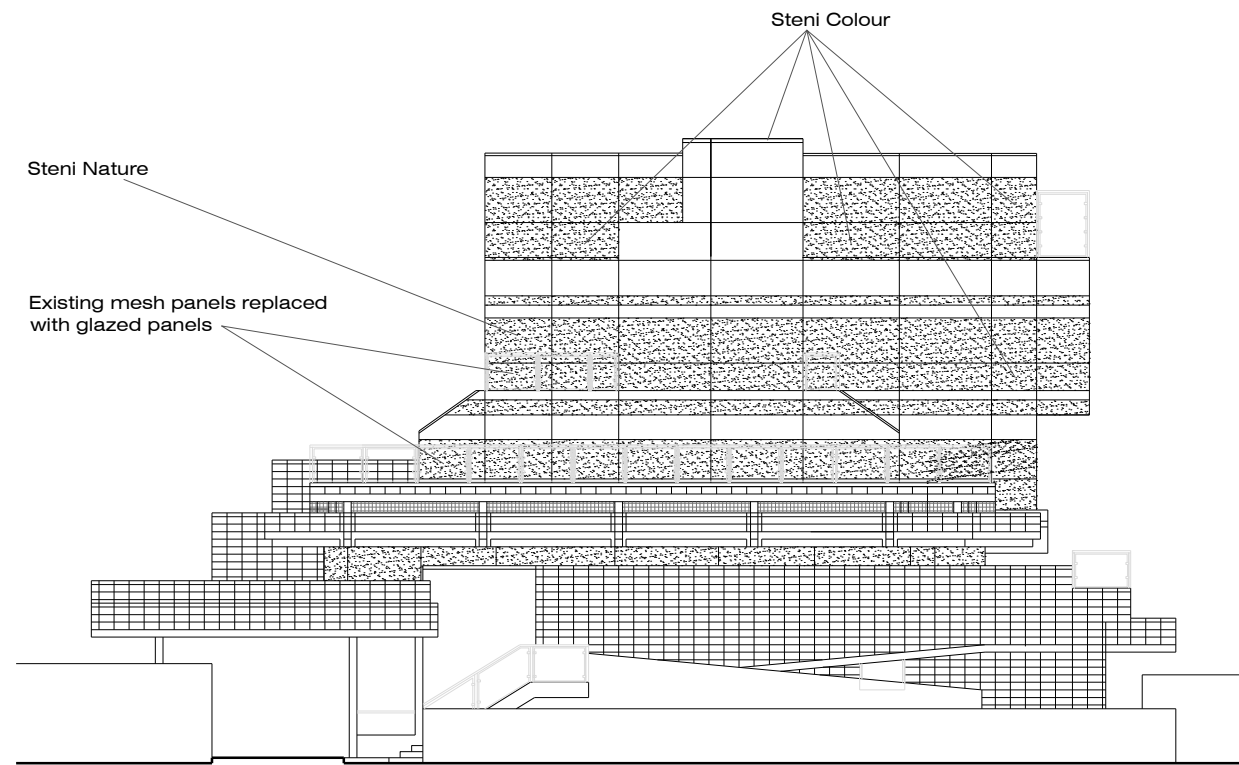 Steni Colour
Steni Nature
Existing mesh panels replaced
with glazed panels